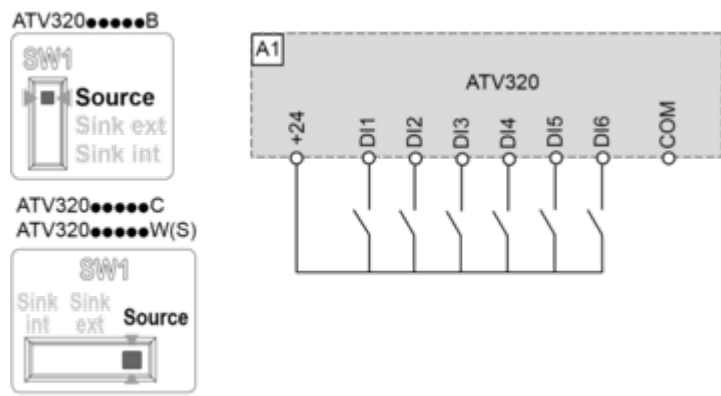 ATV320●●●●●B
SW1
Source
Sink ext
Sink int
ATV320●●●●●C
ATV320●●●●●W(S)
SW1
Sink int
Sink ext
Source
A1
ATV320
+24
DI1
DI2
DI3
DI4
DI5
DI6
COM